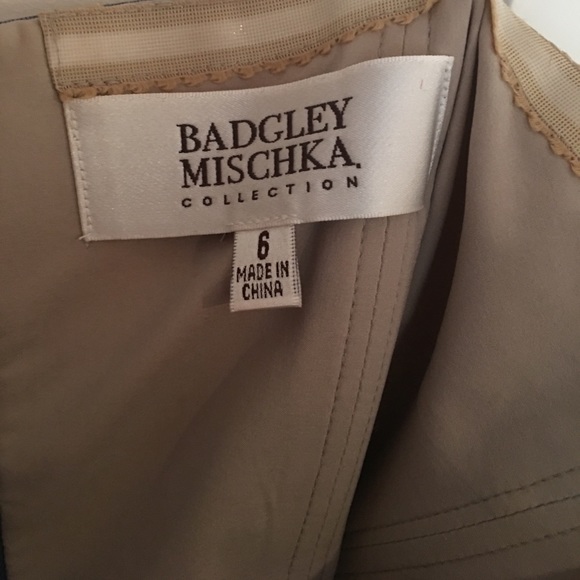 BADGLEY
MISCHKA.
COLLECTION
6
MADE IN
CHINA